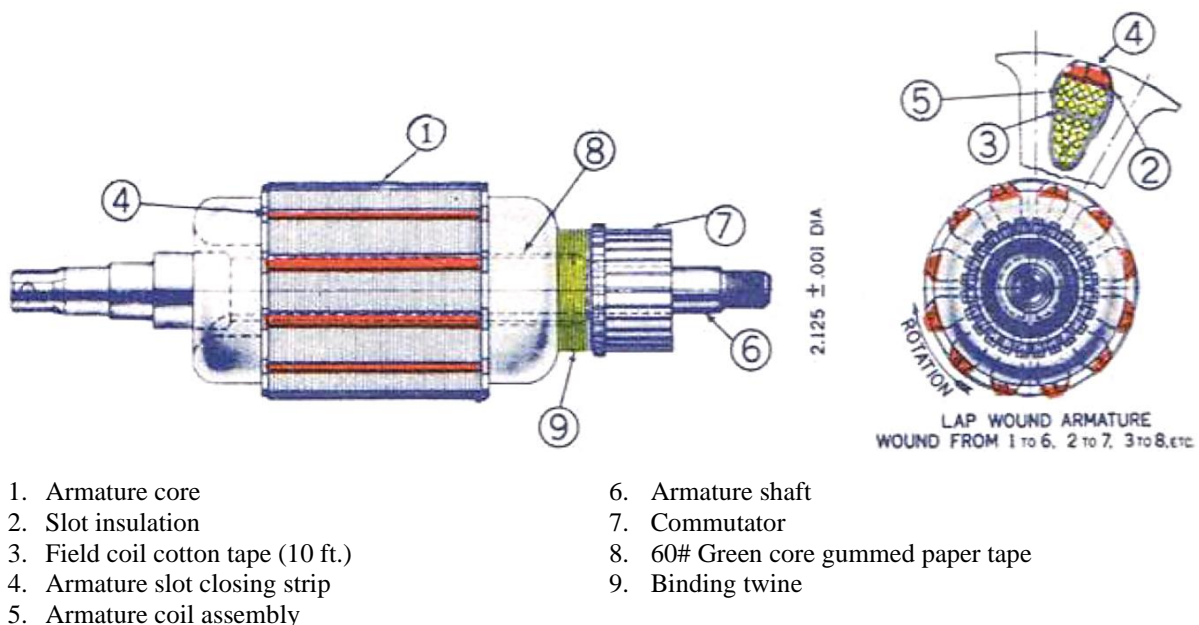 1
8
4
7
6
9
2.125 ± .001 DIA
4
5
3
2
ROTATION
LAP WOUND ARMATURE
WOUND FROM 1 TO 6, 2 TO 7, 3 TO 8, ETC.
1. Armature core
2. Slot insulation
3. Field coil cotton tape (10 ft.)
4. Armature slot closing strip
5. Armature coil assembly
6. Armature shaft
7. Commutator
8. 60# Green core gummed paper tape
9. Binding twine